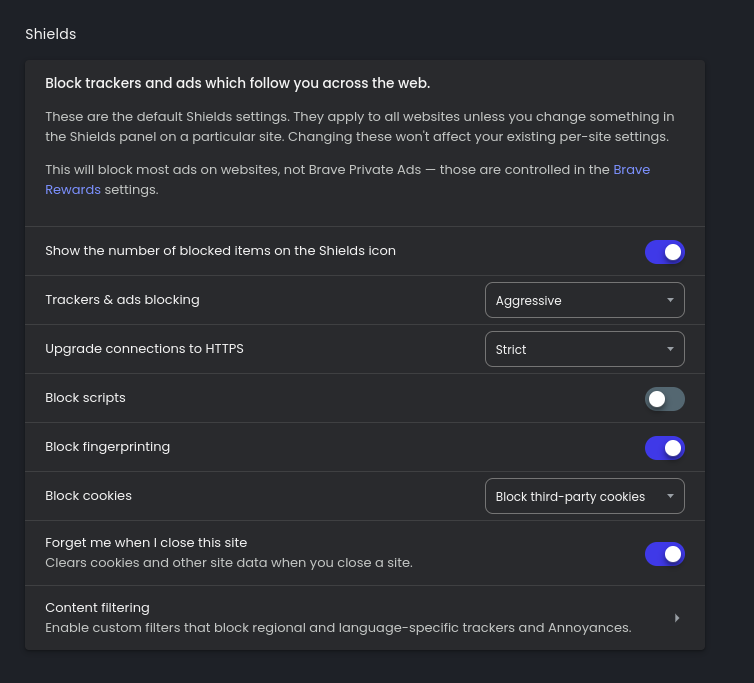 Shields
Block trackers and ads which follow you across the web.
These are the default Shields settings. They apply to all websites unless you change something in
the Shields panel on a particular site. Changing these won't affect your existing per-site settings.
This will block most ads on websites, not Brave Private Ads — those are controlled in the Brave
Rewards settings.
Show the number of blocked items on the Shields icon
Trackers & ads blocking
Aggressive
Upgrade connections to HTTPS
Strict
Block scripts
Block fingerprinting
Block cookies
Block third-party cookies
Forget me when I close this site
Clears cookies and other site data when you close a site.
Content filtering
Enable custom filters that block regional and language-specific trackers and Annoyances.